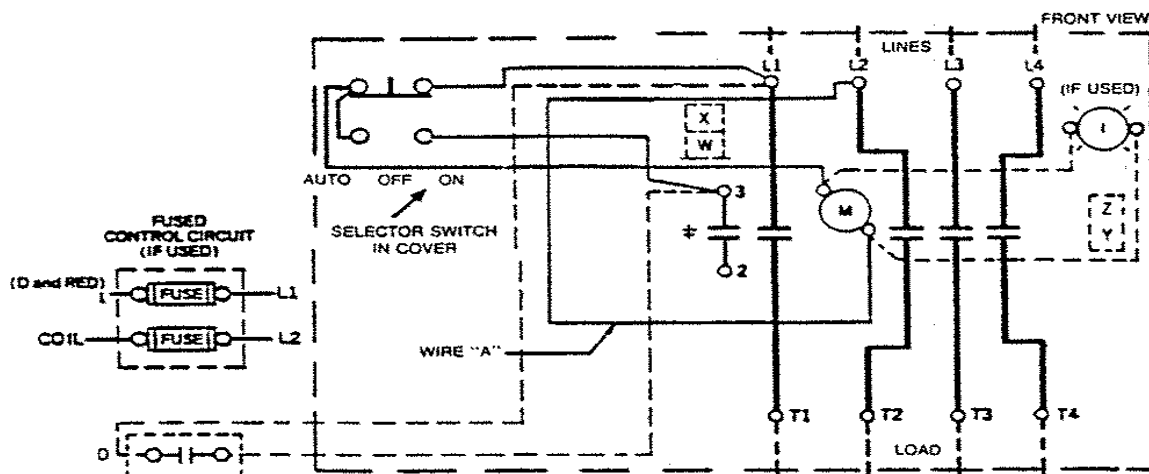 FRONT VIEW
LINES
L1 L2 L3 L4
(IF USED)
X
W
I
AUTO OFF ON
3
M
SELECTOR SWITCH
IN COVER
Z
Y
FUSED
CONTROL CIRCUIT
(IF USED)
2
(D and RED)
1
FUSE
L1
COIL
FUSE
L2
WIRE "A"
T1 T2 T3 T4
D
LOAD